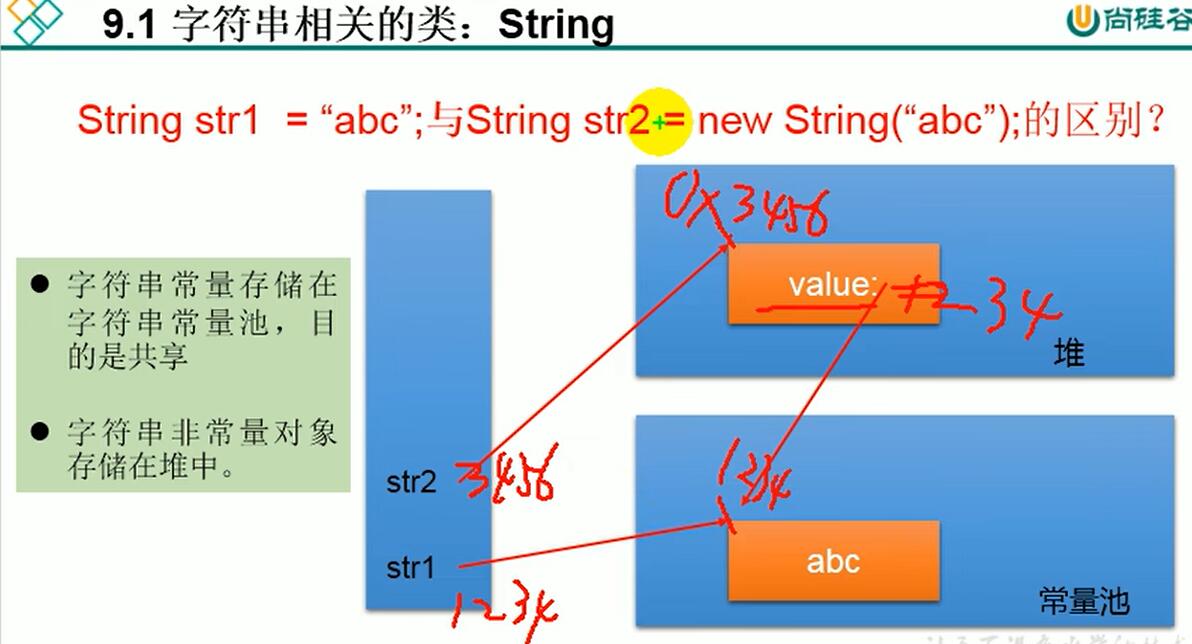 9.1 字符串相关的类：String
尚硅谷
String str1 = “abc”;与String str2 = new String(“abc”);的区别？
● 字符串常量存储在
字符串常量池，目
的是共享
● 字符串非常量对象
存储在堆中。
0x3456
value:
1234
堆
str2 3456
str1
1234
1234
abc
常量池